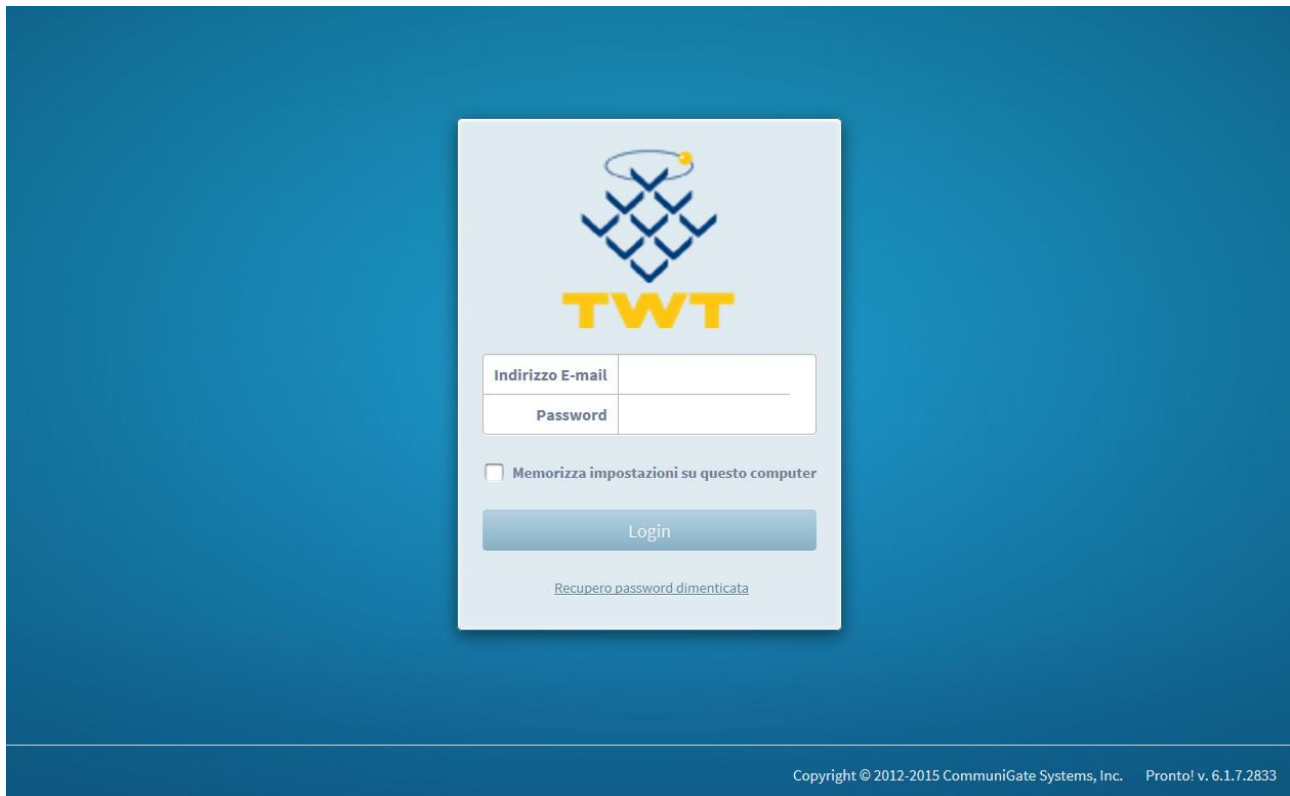 TWT
Indirizzo E-mail
Password
Memorizza impostazioni su questo computer
Login
Recupero password dimenticata
Copyright © 2012-2015 CommuniGate Systems, Inc. Pronto! v. 6.1.7.2833